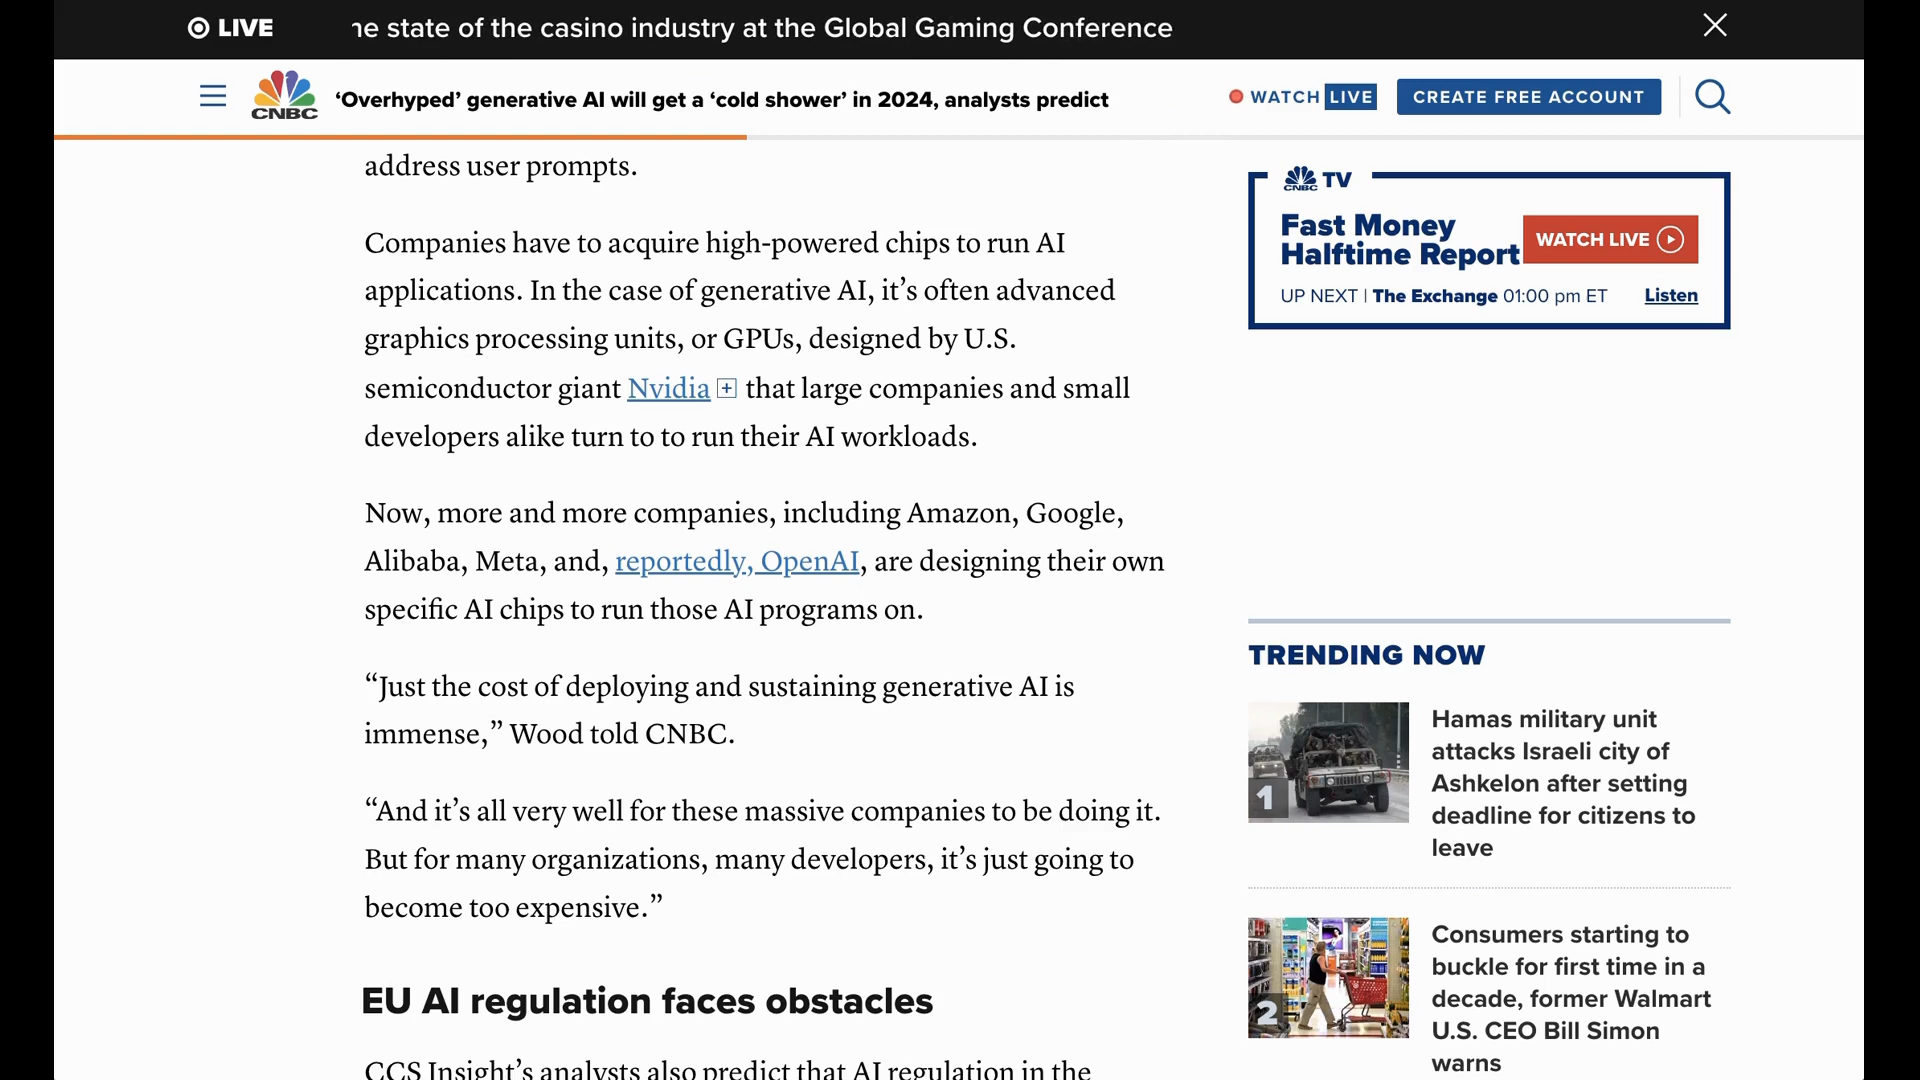 LIVE
he state of the casino industry at the Global Gaming Conference
CNBC
‘Overhyped’ generative AI will get a ‘cold shower’ in 2024, analysts predict
WATCH LIVE
CREATE FREE ACCOUNT
address user prompts.
Companies have to acquire high-powered chips to run AI
applications. In the case of generative AI, it’s often advanced
graphics processing units, or GPUs, designed by U.S.
semiconductor giant Nvidia + that large companies and small
developers alike turn to to run their AI workloads.
Now, more and more companies, including Amazon, Google,
Alibaba, Meta, and, reportedly, OpenAI, are designing their own
specific AI chips to run those AI programs on.
“Just the cost of deploying and sustaining generative AI is
immense,” Wood told CNBC.
“And it’s all very well for these massive companies to be doing it.
But for many organizations, many developers, it’s just going to
become too expensive.”
EU AI regulation faces obstacles
CCS Insight’s analysts also predict that AI regulation in the
CNBC TV
Fast Money
Halftime Report
WATCH LIVE
UP NEXT | The Exchange 01:00 pm ET
Listen
TRENDING NOW
1
Hamas military unit
attacks Israeli city of
Ashkelon after setting
deadline for citizens to
leave
2
Consumers starting to
buckle for first time in a
decade, former Walmart
U.S. CEO Bill Simon
warns